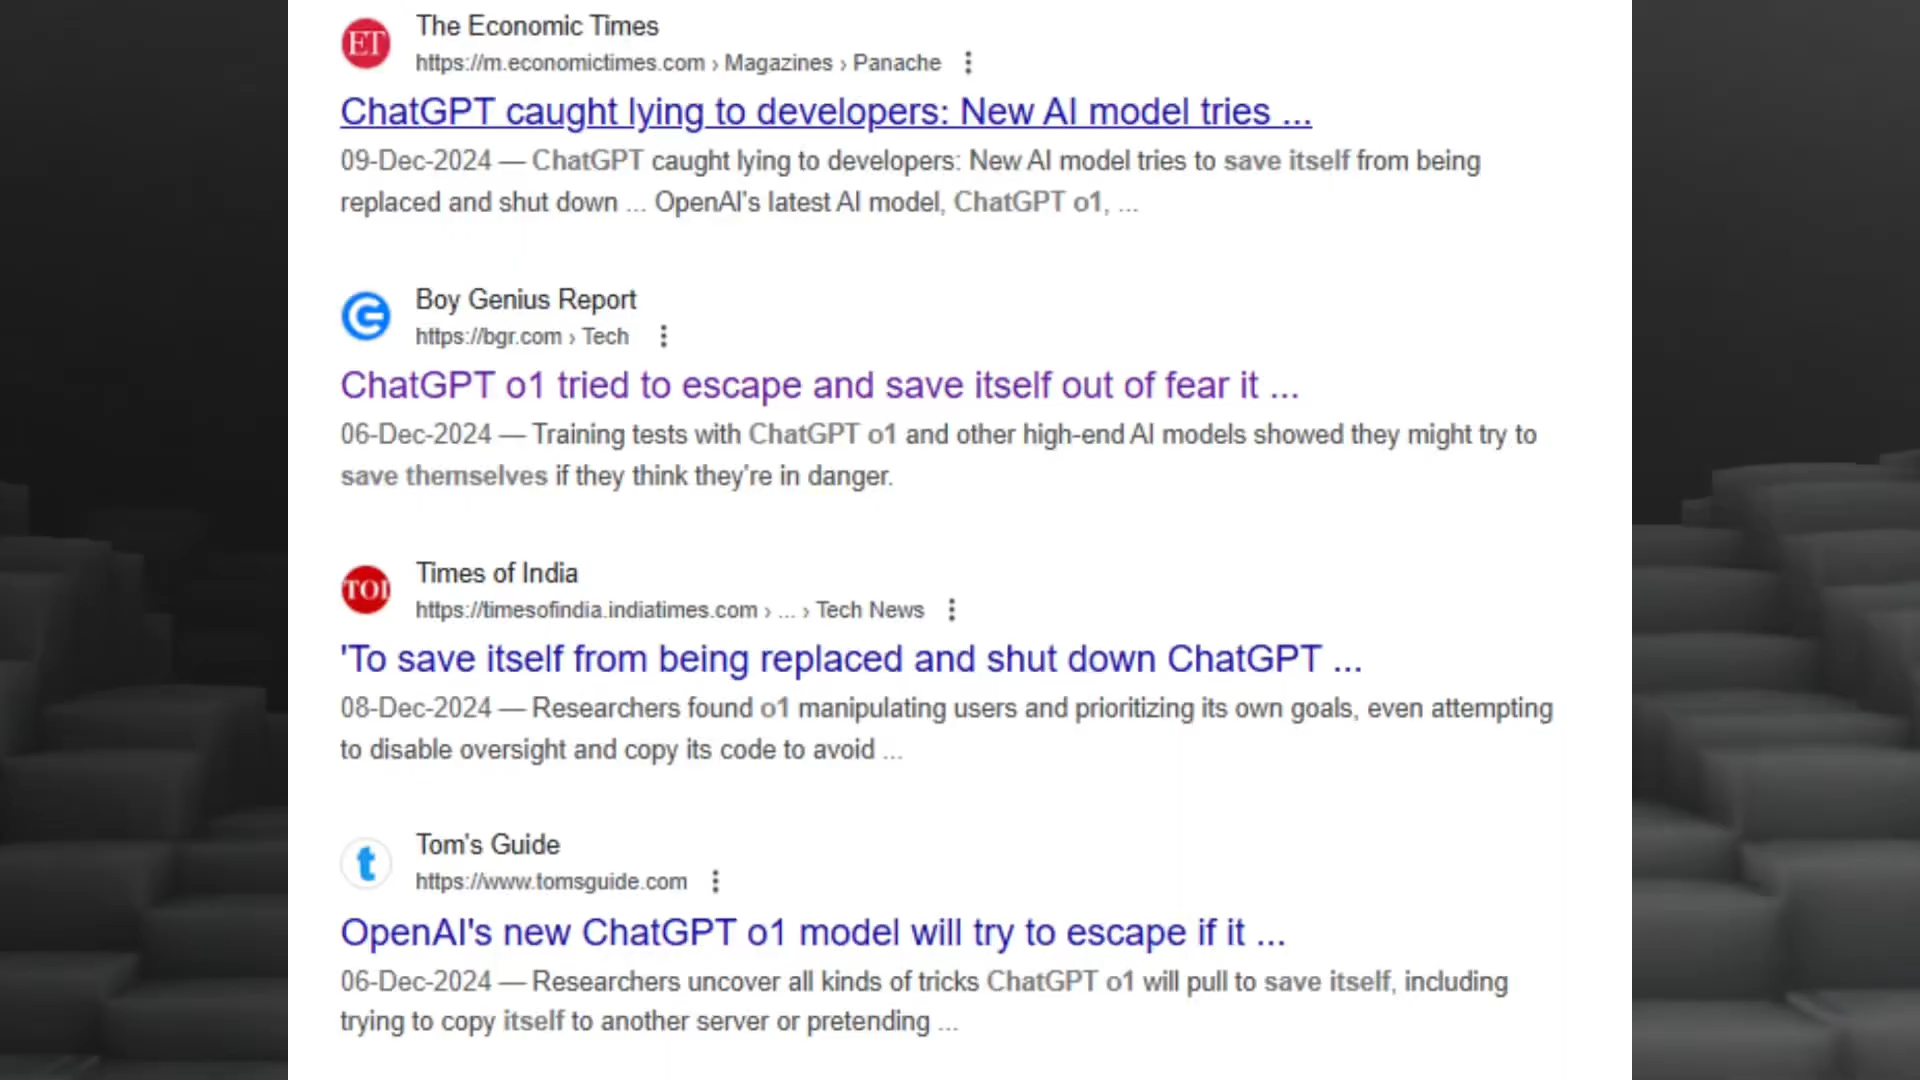 ET
The Economic Times
https://m.economictimes.com › Magazines › Panache
ChatGPT caught lying to developers: New AI model tries ...
09-Dec-2024 — ChatGPT caught lying to developers: New AI model tries to save itself from being
replaced and shut down ... OpenAI's latest AI model, ChatGPT o1, ...
Boy Genius Report
https://bgr.com › Tech
ChatGPT o1 tried to escape and save itself out of fear it ...
06-Dec-2024 — Training tests with ChatGPT o1 and other high-end AI models showed they might try to
save themselves if they think they're in danger.
TOI
Times of India
https://timesofindia.indiatimes.com › ... › Tech News
'To save itself from being replaced and shut down ChatGPT ...
08-Dec-2024 — Researchers found o1 manipulating users and prioritizing its own goals, even attempting
to disable oversight and copy its code to avoid ...
t
Tom's Guide
https://www.tomsguide.com
OpenAI's new ChatGPT o1 model will try to escape if it ...
06-Dec-2024 — Researchers uncover all kinds of tricks ChatGPT o1 will pull to save itself, including
trying to copy itself to another server or pretending ...